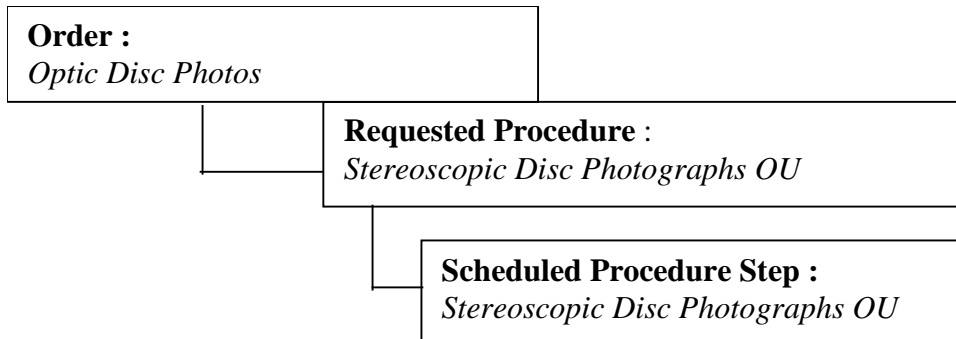 Order :
Optic Disc Photos
Requested Procedure :
Stereoscopic Disc Photographs OU
Scheduled Procedure Step :
Stereoscopic Disc Photographs OU